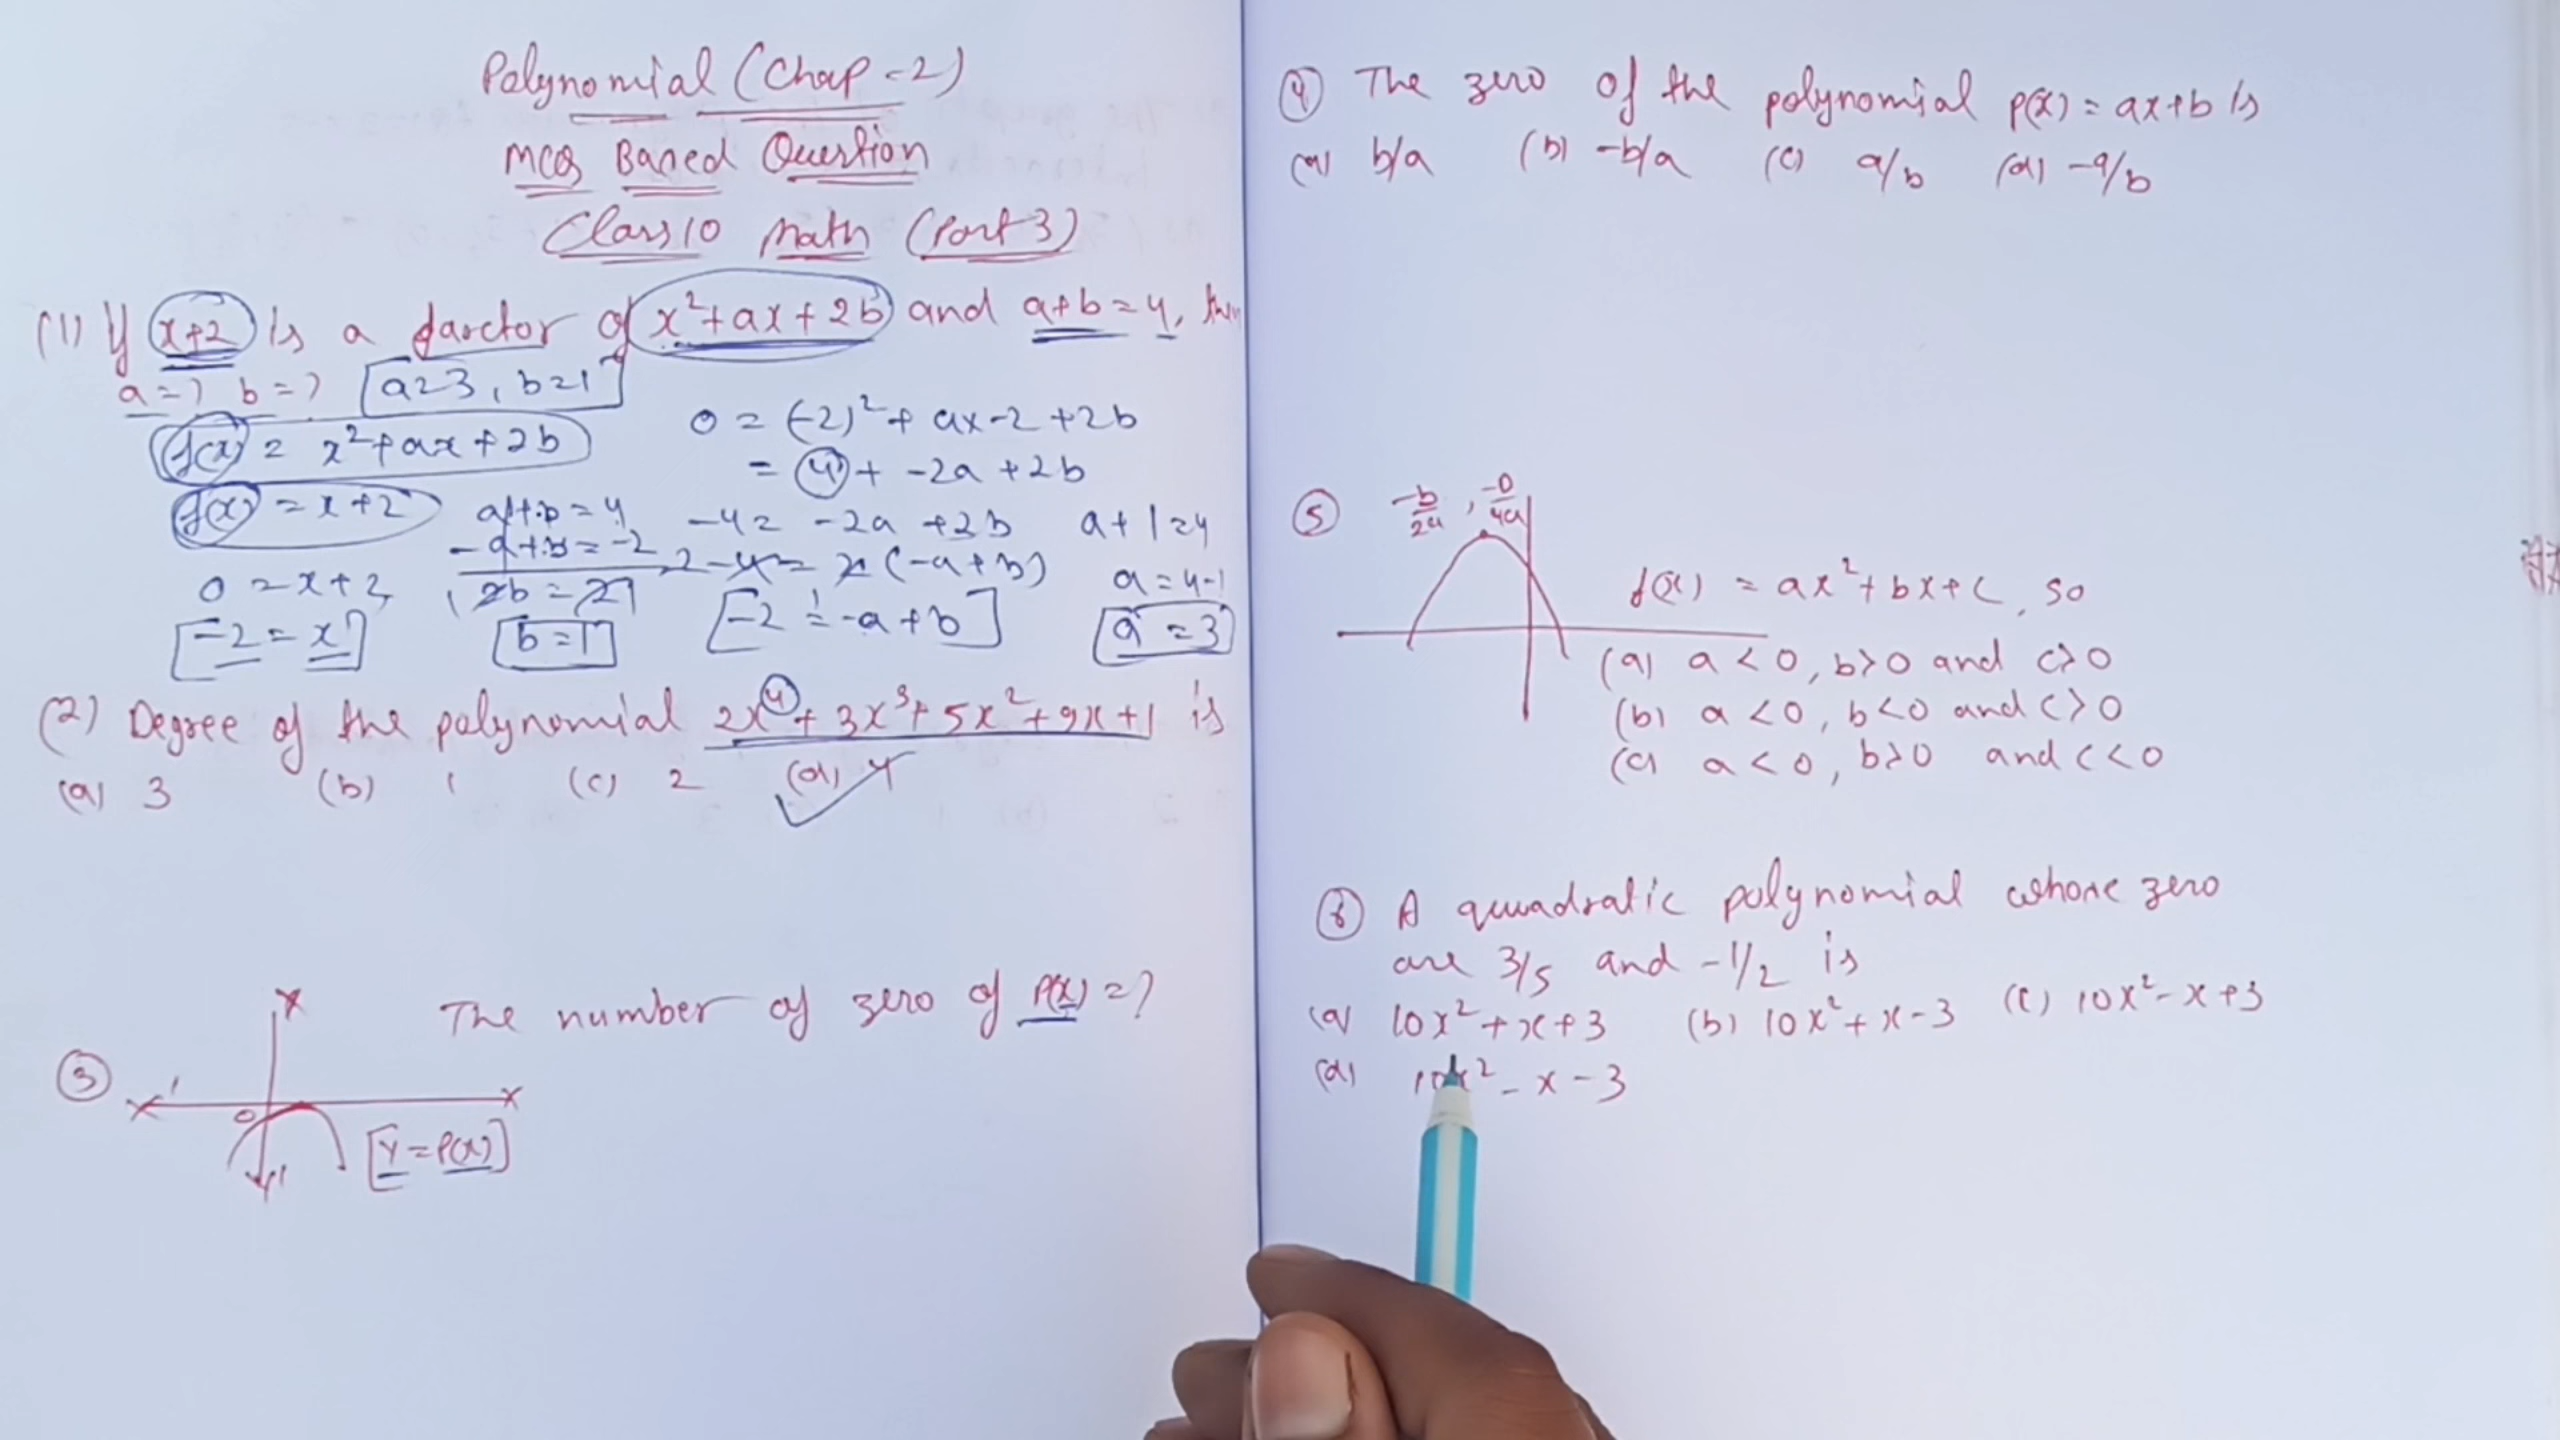 Polynomial (Chap-2)
MCQ Based Question
Class 10 Math (Part 3)
(1) If x+2 is a factor of x²+ax+2b and a+b=4, then
a=? b=? a=3, b=1
f(x) = x²+ax+2b
f(x) = x+2
0 = x+2
-2 = x
a+b=4
-a+b=-2
2b=2
b=1
0 = (-2)² + a×-2 +2b
= 4 + -2a +2b
-4 = -2a +2b
-4 = 2(-a+b)
-2 = -a+b
a+1=4
a=4-1
a=3
(2) Degree of the polynomial 2x⁴+3x³+5x²+9x+1 is
(a) 3 (b) 1 (c) 2 (d) 4
(3) The number of zero of P(x)=?
x' O x
[Y=P(x)]
(4) The zero of the polynomial P(x)=ax+b is
(a) b/a (b) -b/a (c) a/b (d) -a/b
(5) -b/2a, -D/4a
f(x) = ax²+bx+c, so
(a) a<0, b>0 and c>0
(b) a<0, b<0 and c>0
(c) a<0, b>0 and c<0
(6) A quadratic polynomial whose zero
are 3/5 and -1/2 is
(a) 10x²+x+3 (b) 10x²+x-3 (c) 10x²-x+3
(d) 10x²-x-3